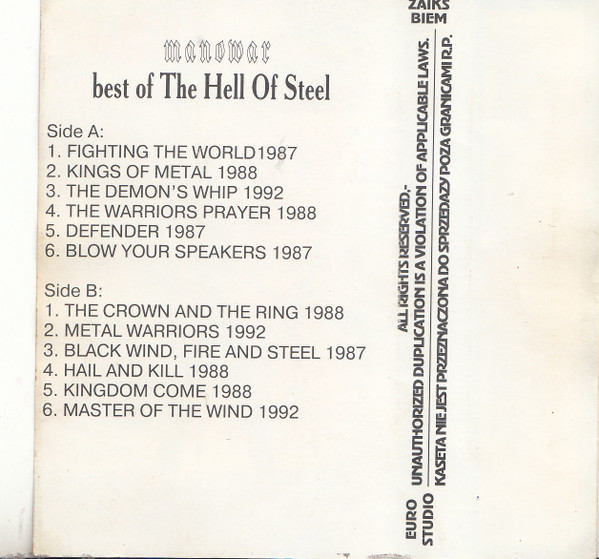 manowar
best of The Hell Of Steel
Side A:
1. FIGHTING THE WORLD1987
2. KINGS OF METAL 1988
3. THE DEMON'S WHIP 1992
4. THE WARRIORS PRAYER 1988
5. DEFENDER 1987
6. BLOW YOUR SPEAKERS 1987
Side B:
1. THE CROWN AND THE RING 1988
2. METAL WARRIORS 1992
3. BLACK WIND, FIRE AND STEEL 1987
4. HAIL AND KILL 1988
5. KINGDOM COME 1988
6. MASTER OF THE WIND 1992
ZAIKS
BIEM
ALL RIGHTS RESERVED,-
UNAUTHORIZED DUPLICATION IS A VIOLATION OF APPLICABLE LAWS.
KASETA NIE JEST PRZEZNACZONA DO SPRZEDAZY POZA GRANICAMI R.P.
EURO
STUDIO